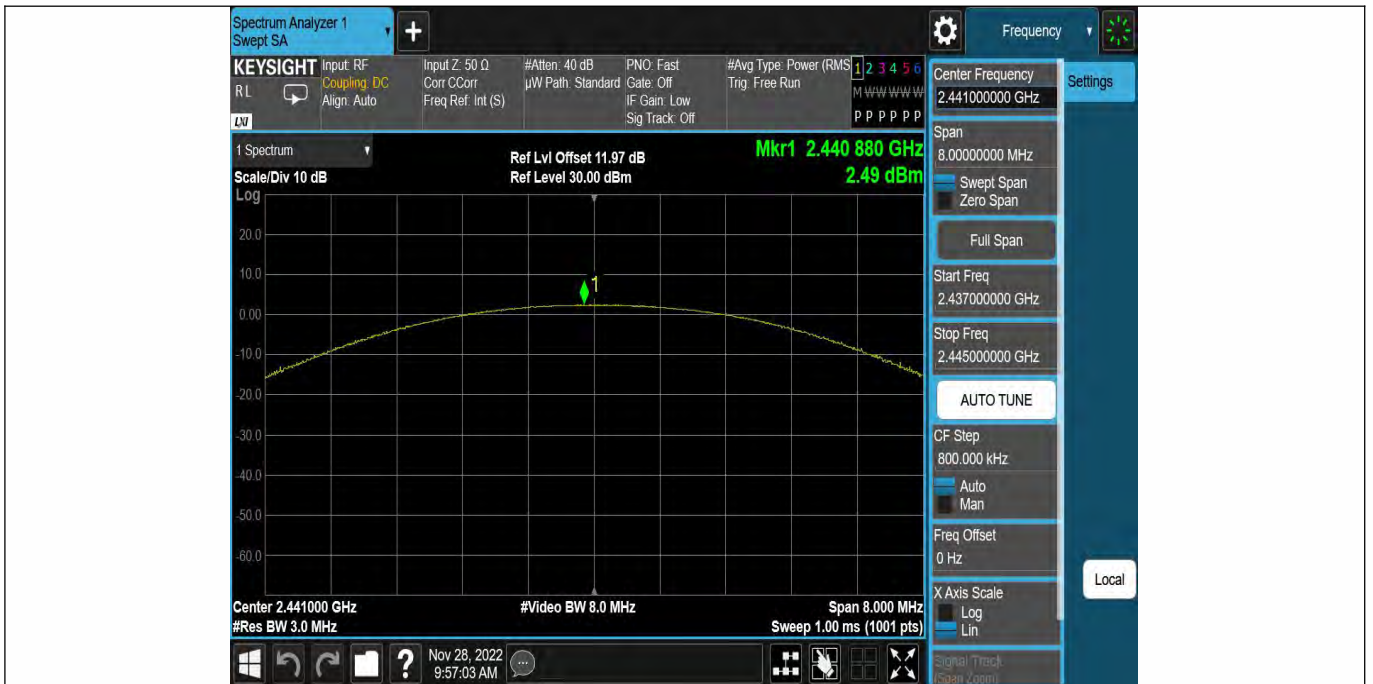 Spectrum Analyzer 1
Swept SA
+
Frequency
KEYSIGHT
RL
LXI
Input: RF
Coupling: DC
Align: Auto
Input Z: 50 Ω
Corr CCorr
Freq Ref: Int (S)
#Atten: 40 dB
µW Path: Standard
PNO: Fast
Gate: Off
IF Gain: Low
Sig Track: Off
#Avg Type: Power (RMS
Trig: Free Run
1 2 3 4 5 6
M W W W W W
P P P P P P
1 Spectrum
Scale/Div 10 dB
Log
Ref Lvl Offset 11.97 dB
Ref Level 30.00 dBm
Mkr1 2.440 880 GHz
2.49 dBm
20.0
10.0
0.00
-10.0
-20.0
-30.0
-40.0
-50.0
-60.0
1
Center 2.441000 GHz
#Res BW 3.0 MHz
#Video BW 8.0 MHz
Span 8.000 MHz
Sweep 1.00 ms (1001 pts)
Center Frequency
2.441000000 GHz
Span
8.00000000 MHz
Swept Span
Zero Span
Full Span
Start Freq
2.437000000 GHz
Stop Freq
2.445000000 GHz
AUTO TUNE
CF Step
800.000 kHz
Auto
Man
Freq Offset
0 Hz
X Axis Scale
Log
Lin
Signal Track
(Span Zoom)
Settings
Local
?
Nov 28, 2022
9:57:03 AM